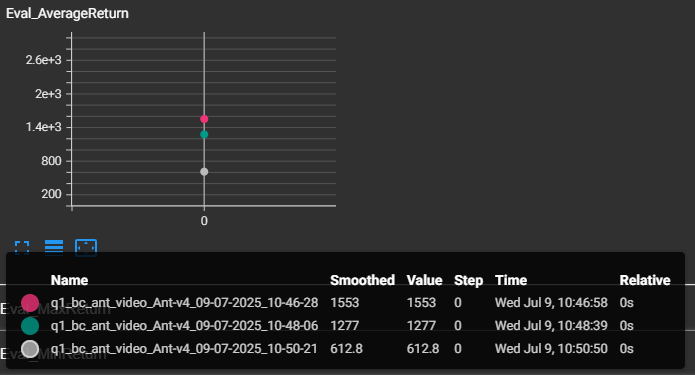 Eval_AverageReturn
2.6e+3
2e+3
1.4e+3
800
200
0
Name Smoothed Value Step Time Relative
q1_bc_ant_video_Ant-v4_09-07-2025_10-46-28 1553 1553 0 Wed Jul 9, 10:46:58 0s
Eval_MaxReturn
q1_bc_ant_video_Ant-v4_09-07-2025_10-48-06 1277 1277 0 Wed Jul 9, 10:48:39 0s
q1_bc_ant_video_Ant-v4_09-07-2025_10-50-21 612.8 612.8 0 Wed Jul 9, 10:50:50 0s
Eval_MinReturn